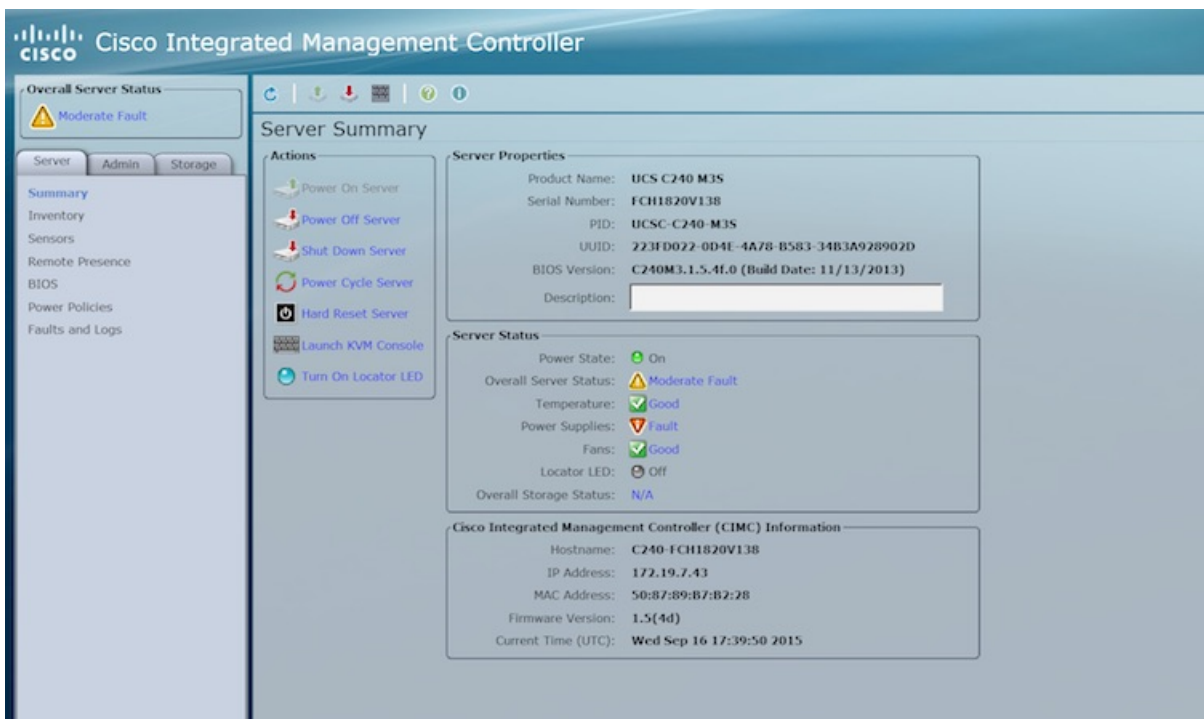 CISCO Cisco Integrated Management Controller
Overall Server Status
Moderate Fault
Server Admin Storage
Summary
Inventory
Sensors
Remote Presence
BIOS
Power Policies
Faults and Logs
Server Summary
Actions
Power On Server
Power Off Server
Shut Down Server
Power Cycle Server
Hard Reset Server
Launch KVM Console
Turn On Locator LED
Server Properties
Product Name: UCS C240 M3S
Serial Number: FCH1820V138
PID: UCSC-C240-M3S
UUID: 223FD022-0D4E-4A78-B583-34B3A928902D
BIOS Version: C240M3.1.5.4f.0 (Build Date: 11/13/2013)
Description:
Server Status
Power State: On
Overall Server Status: Moderate Fault
Temperature: Good
Power Supplies: Fault
Fans: Good
Locator LED: Off
Overall Storage Status: N/A
Cisco Integrated Management Controller (CIMC) Information
Hostname: C240-FCH1820V138
IP Address: 172.19.7.43
MAC Address: 50:87:89:B7:B2:28
Firmware Version: 1.5(4d)
Current Time (UTC): Wed Sep 16 17:39:50 2015